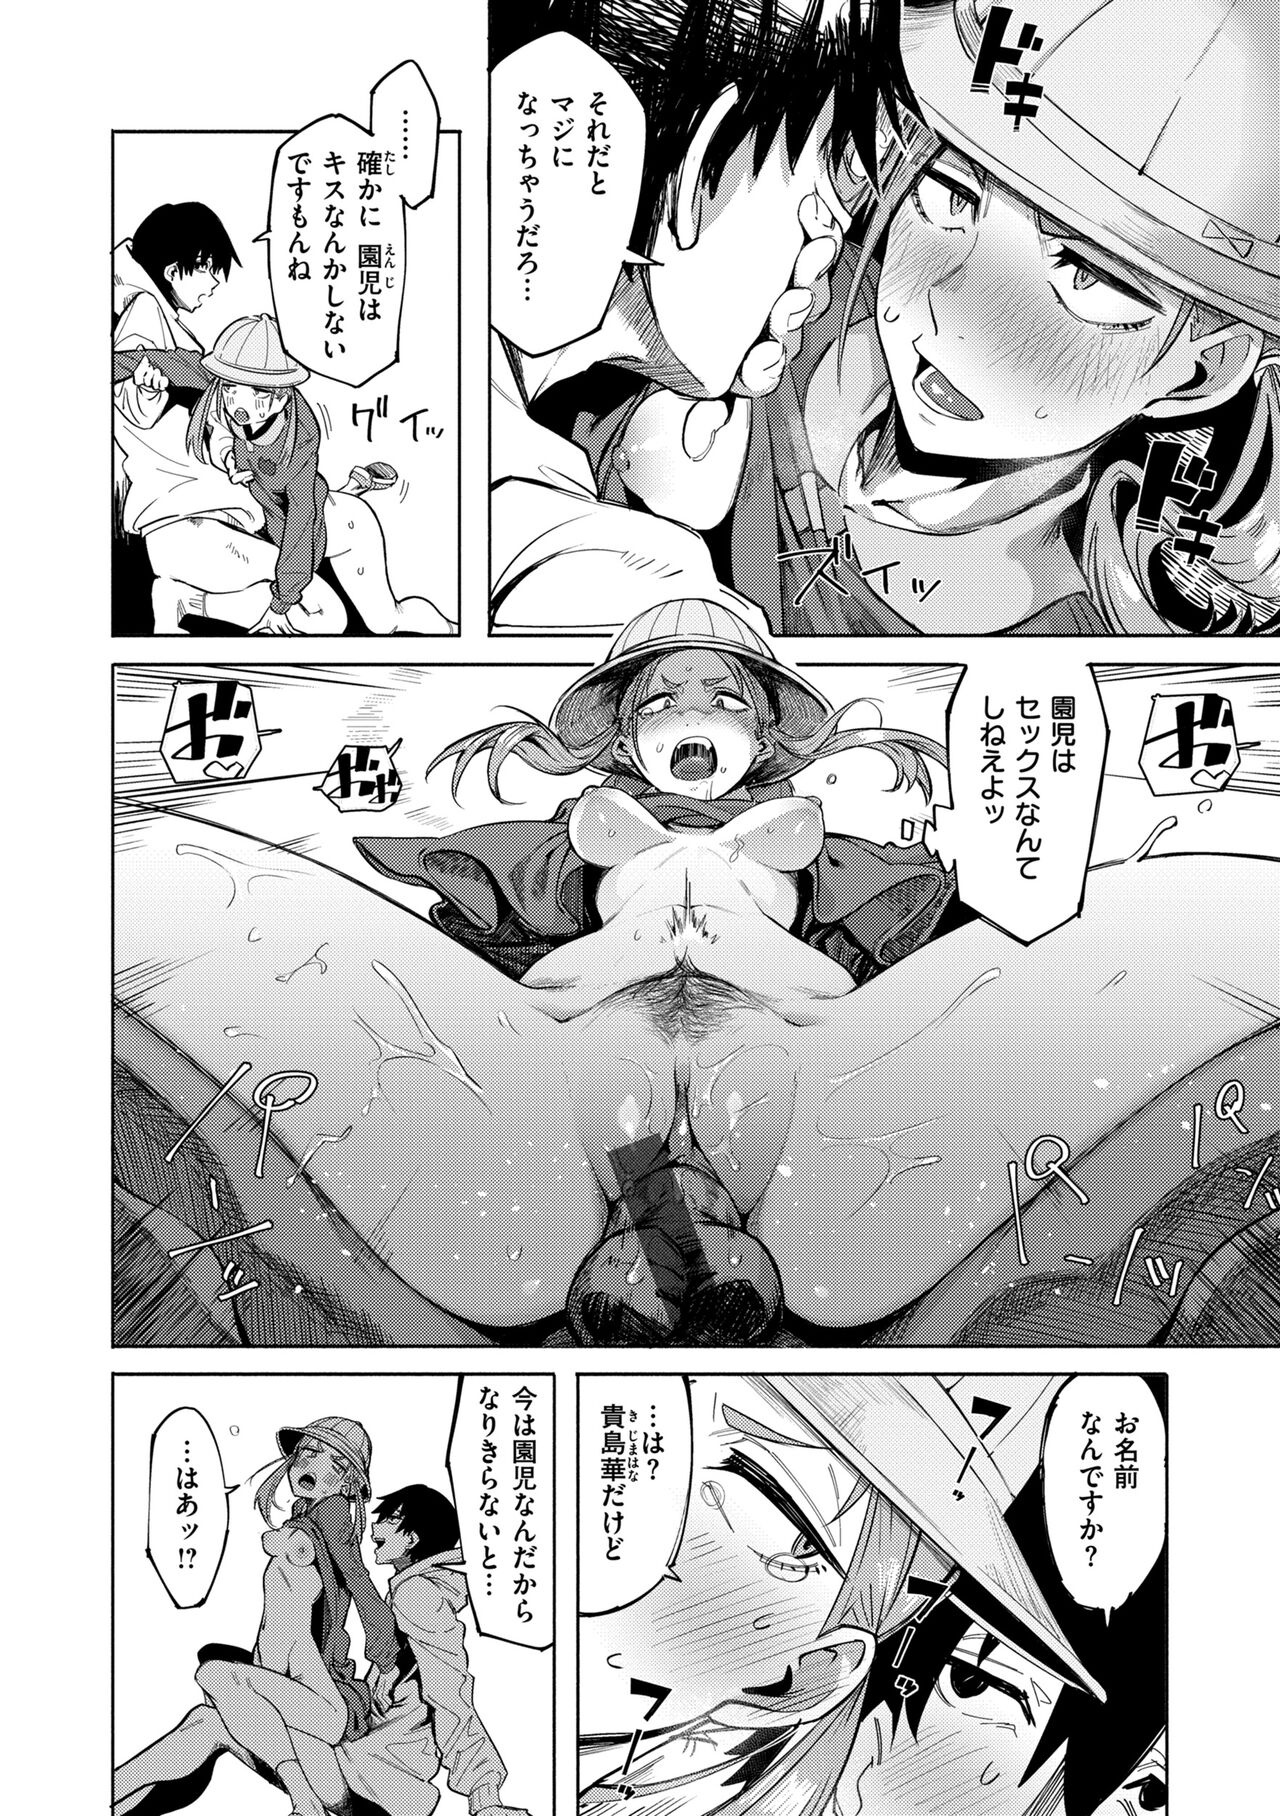 それだと
マジに
なっちゃうだろ…
ドキ
ドキ
ズイッ
……
確かに 園児は
キスなんかしない
ですもんね
グイッ
園児は
セックスなんて
しねえよッ
お名前
なんですか？
…は？
貴島華だけど
今は園児なんだから
なりきらないと…
…はあッ!?